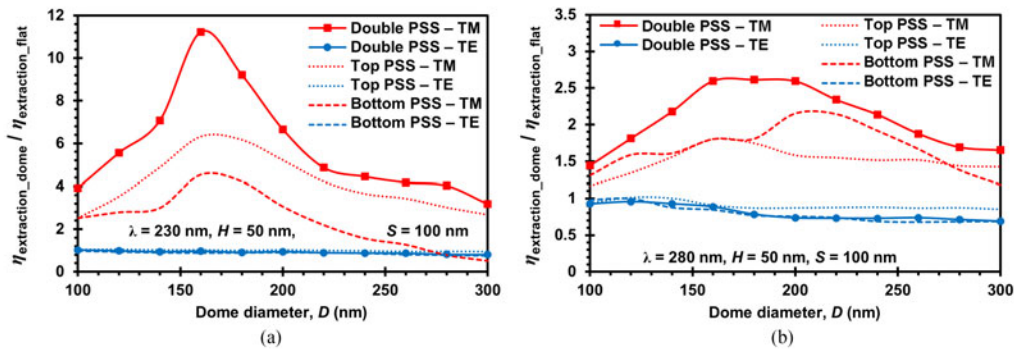 η_extraction_dome / η_extraction_flat
12
10
8
6
4
2
0
100
150
200
250
300
Double PSS – TM
Double PSS – TE
Top PSS – TM
Top PSS – TE
Bottom PSS – TM
Bottom PSS – TE
λ = 230 nm, H = 50 nm, S = 100 nm
Dome diameter, D (nm)
(a)
η_extraction_dome / η_extraction_flat
3.5
3
2.5
2
1.5
1
0.5
0
100
150
200
250
300
Double PSS – TM
Double PSS – TE
Top PSS – TM
Top PSS – TE
Bottom PSS – TM
Bottom PSS – TE
λ = 280 nm, H = 50 nm, S = 100 nm
Dome diameter, D (nm)
(b)